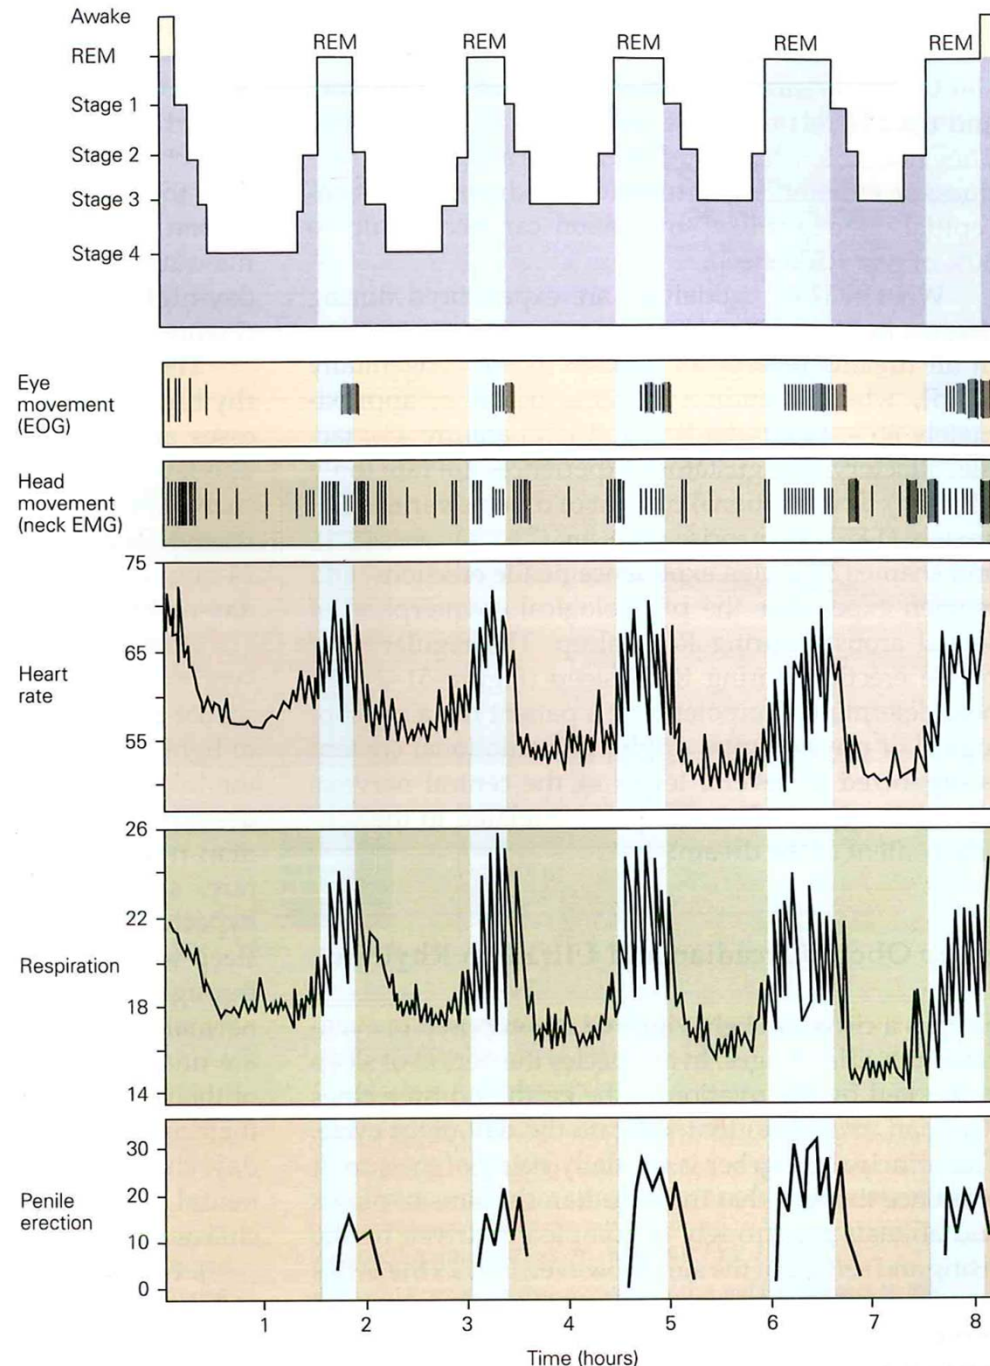 Awake
REM
REM
REM
REM
REM
REM
Stage 1
Stage 2
Stage 3
Stage 4
Eye
movement
(EOG)
Head
movement
(neck EMG)
75
65
55
Heart
rate
26
22
18
14
Respiration
30
20
10
0
Penile
erection
1 2 3 4 5 6 7 8
Time (hours)